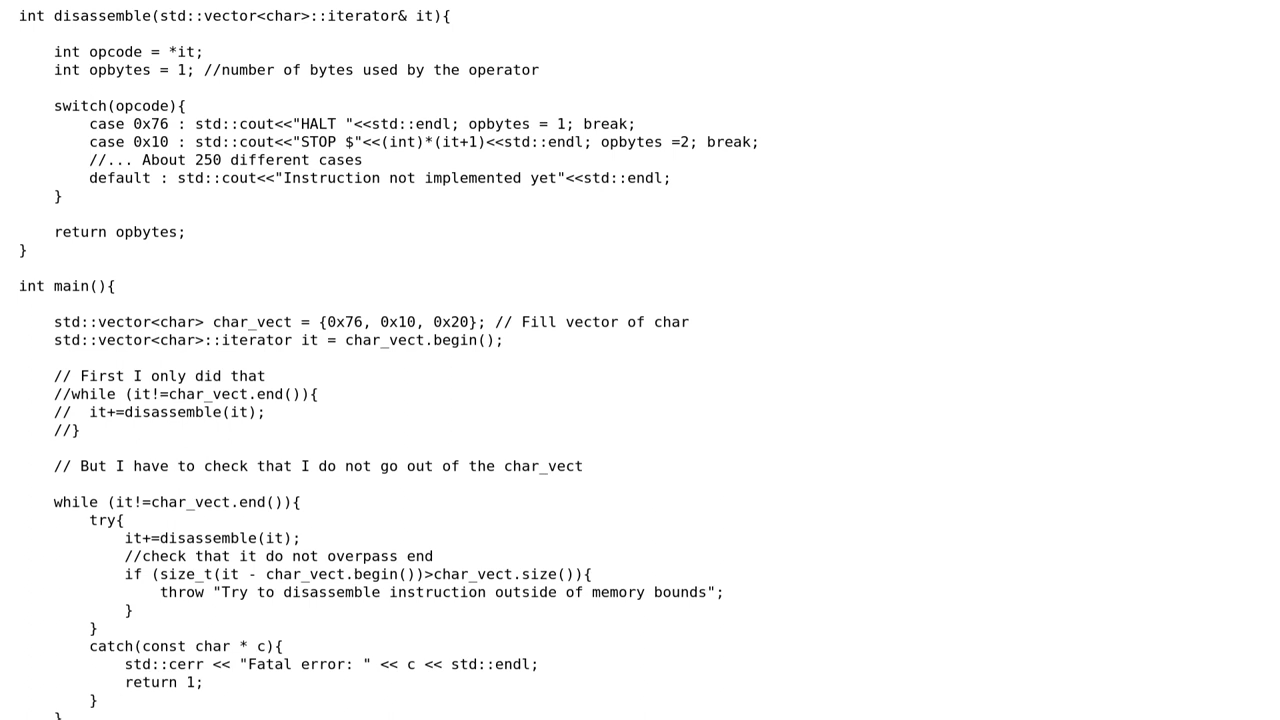 int disassemble(std::vector<char>::iterator& it){
int opcode = *it;
int opbytes = 1; //number of bytes used by the operator
switch(opcode){
case 0x76 : std::cout<<"HALT "<<std::endl; opbytes = 1; break;
case 0x10 : std::cout<<"STOP $"<<(int)*(it+1)<<std::endl; opbytes =2; break;
//... About 250 different cases
default : std::cout<<"Instruction not implemented yet"<<std::endl;
}
return opbytes;
}
int main(){
std::vector<char> char_vect = {0x76, 0x10, 0x20}; // Fill vector of char
std::vector<char>::iterator it = char_vect.begin();
// First I only did that
//while (it!=char_vect.end()){
//  it+=disassemble(it);
//}
// But I have to check that I do not go out of the char_vect
while (it!=char_vect.end()){
try{
it+=disassemble(it);
//check that it do not overpass end
if (size_t(it - char_vect.begin())>char_vect.size()){
throw "Try to disassemble instruction outside of memory bounds";
}
}
catch(const char * c){
std::cerr << "Fatal error: " << c << std::endl;
return 1;
}
}